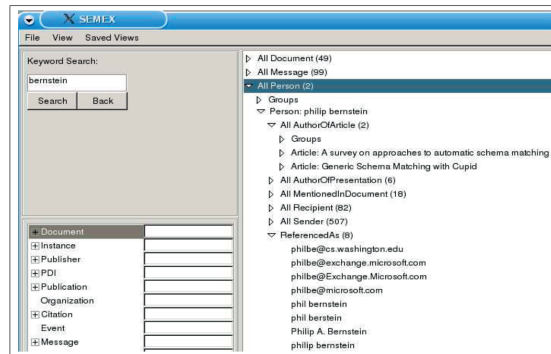 SEMEX
File View Saved Views
Keyword Search:
bernstein
Search Back
Document
Instance
Publisher
PDI
Publication
Organization
Citation
Event
Message
All Document (49)
All Message (99)
All Person (2)
Groups
Person: philip bernstein
All AuthorOfArticle (2)
Groups
Article: A survey on approaches to automatic schema matching
Article: Generic Schema Matching with Cupid
All AuthorOfPresentation (6)
All MentionedInDocument (18)
All Recipient (82)
All Sender (507)
ReferencedAs (8)
philbe@cs.washington.edu
philbe@exchange.microsoft.com
philbe@Exchange.Microsoft.com
philbe@microsoft.com
phil bernstein
phil berstein
Philip A. Bernstein
philip bernstein